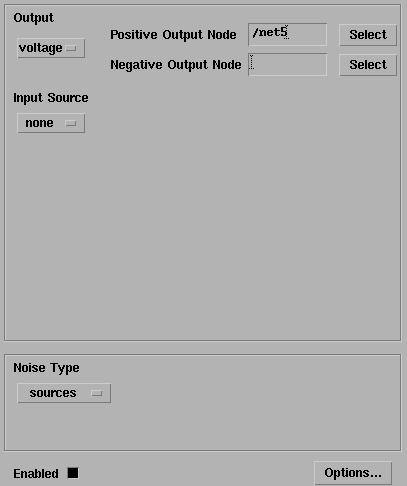 Output
voltage Positive Output Node /net5 Select
Negative Output Node Select
Input Source
none
Noise Type
sources
Enabled Options...